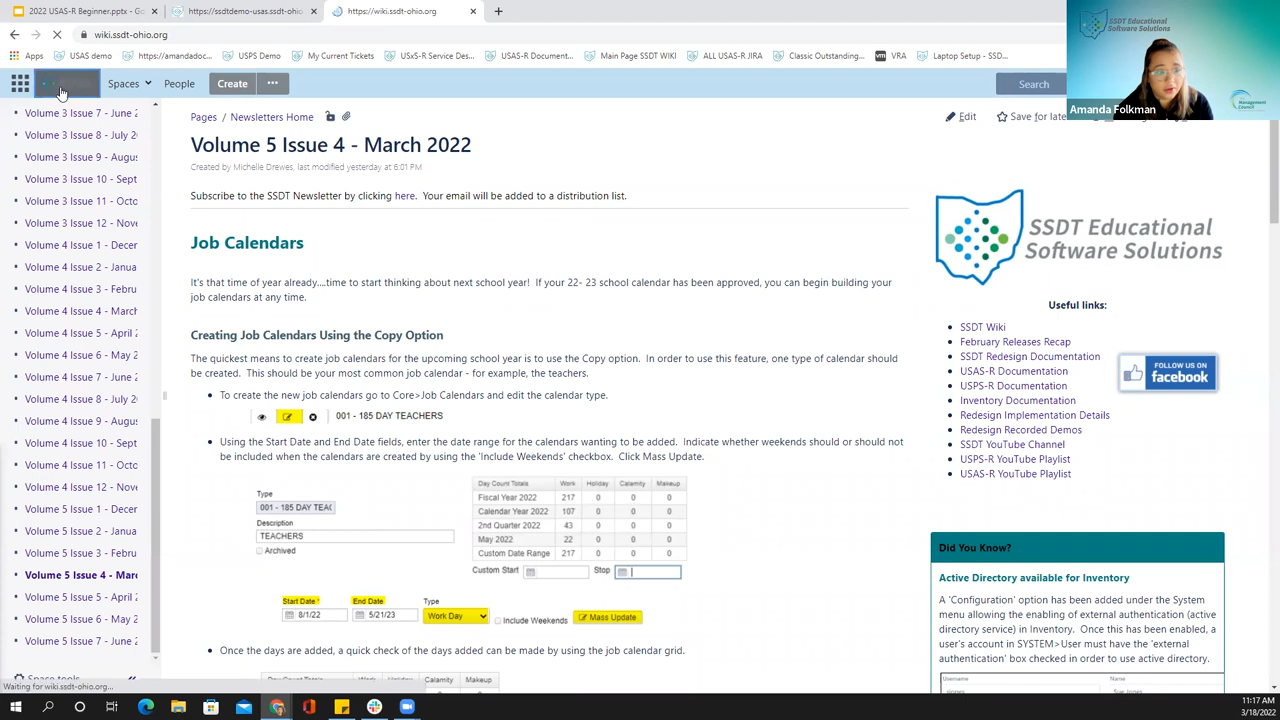 2022 USAS-R Beginner.pptx - Go
https://ssdtdemo-usas.ssdt-ohio
https://wiki.ssdt-ohio.org
wiki.ssdt-ohio.org
Apps USAS demo https://amandadoc... USPS Demo My Current Tickets USxS-R Service Des... USAS-R Document... Main Page SSDT WIKI ALL USAS-R JIRA Classic Outstanding... vm VRA Laptop Setup - SSD...
Spaces People Create ••• Search
SSDT Educational
Software Solutions
Management
Council
Amanda Folkman
Volume 3 Issue 7 - June 2
Volume 3 Issue 8 - July 2
Volume 3 Issue 9 - Augus
Volume 3 Issue 10 - Sept
Volume 3 Issue 11 - Octo
Volume 3 Issue 12 - Nove
Volume 4 Issue 1 - Decer
Volume 4 Issue 2 - Janua
Volume 4 Issue 3 - Febru
Volume 4 Issue 4 - March
Volume 4 Issue 5 - April 2
Volume 4 Issue 6 - May 2
Volume 4 Issue 7 - June 2
Volume 4 Issue 8 - July 2
Volume 4 Issue 9 - Augus
Volume 4 Issue 10 - Sept
Volume 4 Issue 11 - Octo
Volume 4 Issue 12 - Nove
Volume 5 Issue 1 - Decer
Volume 5 Issue 2 - Janua
Volume 5 Issue 3 - Febru
Volume 5 Issue 4 - Marc
Volume 5 Issue 5 - April 2
Volume 5 Issue 6 - May 2
Volume 5 Issue 7 - June 2
Space tools
Waiting for wiki.ssdt-ohio.org...
Pages / Newsletters Home
Edit Save for late
Volume 5 Issue 4 - March 2022
Created by Michelle Drewes, last modified yesterday at 6:01 PM
Subscribe to the SSDT Newsletter by clicking here. Your email will be added to a distribution list.
Job Calendars
It's that time of year already....time to start thinking about next school year! If your 22- 23 school calendar has been approved, you can begin building your
job calendars at any time.
Creating Job Calendars Using the Copy Option
The quickest means to create job calendars for the upcoming school year is to use the Copy option. In order to use this feature, one type of calendar should
be created. This should be your most common job calendar - for example, the teachers.
To create the new job calendars go to Core>Job Calendars and edit the calendar type.
001 - 185 DAY TEACHERS
Using the Start Date and End Date fields, enter the date range for the calendars wanting to be added. Indicate whether weekends should or should not
be included when the calendars are created by using the 'Include Weekends' checkbox. Click Mass Update.
Type
001 - 185 DAY TEAC
Description
TEACHERS
Archived
Day Count Totals Work Holiday Calamity Makeup
Fiscal Year 2022 217 0 0 0
Calendar Year 2022 107 0 0 0
2nd Quarter 2022 43 0 0 0
May 2022 22 0 0 0
Custom Date Range 217 0 0 0
Custom Start Stop
Start Date* End Date Type
8/1/22 5/21/23 Work Day Include Weekends Mass Update
Once the days are added, a quick check of the days added can be made by using the job calendar grid.
Day Count Totals Work Holiday Calamity Makeup
SSDT Educational
Software Solutions
Useful links:
SSDT Wiki
February Releases Recap
SSDT Redesign Documentation
USAS-R Documentation
USPS-R Documentation
Inventory Documentation
Redesign Implementation Details
Redesign Recorded Demos
SSDT YouTube Channel
USPS-R YouTube Playlist
USAS-R YouTube Playlist
FOLLOW US ON
facebook
Did You Know?
Active Directory available for Inventory
A 'Configuration' option has been added under the System
menu allowing the enabling of external authentication (active
directory service) in Inventory. Once this has been enabled, a
user's account in SYSTEM>User must have the 'external
authentication' box checked in order to use active directory.
Username Name
sjones Sue Jones
11:17 AM
3/18/2022